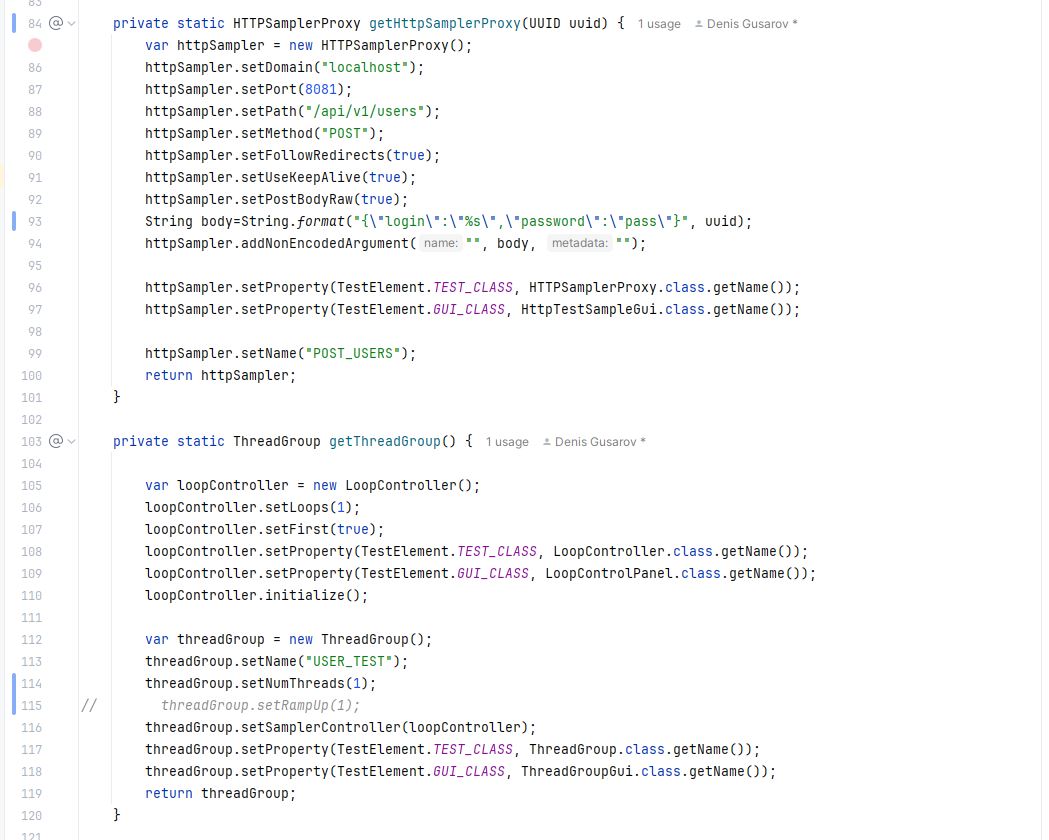 83
84 @ private static HTTPSamplerProxy getHttpSamplerProxy(UUID uuid) { 1 usage Denis Gusarov *
var httpSampler = new HTTPSamplerProxy();
86 httpSampler.setDomain("localhost");
87 httpSampler.setPort(8081);
88 httpSampler.setPath("/api/v1/users");
89 httpSampler.setMethod("POST");
90 httpSampler.setFollowRedirects(true);
91 httpSampler.setUseKeepAlive(true);
92 httpSampler.setPostBodyRaw(true);
93 String body=String.format("{\"login\":\"%s\",\"password\":\"pass\"}", uuid);
94 httpSampler.addNonEncodedArgument( name: "", body, metadata: "");
95
96 httpSampler.setProperty(TestElement.TEST_CLASS, HTTPSamplerProxy.class.getName());
97 httpSampler.setProperty(TestElement.GUI_CLASS, HttpTestSampleGui.class.getName());
98
99 httpSampler.setName("POST_USERS");
100 return httpSampler;
101 }
102
103 @ private static ThreadGroup getThreadGroup() { 1 usage Denis Gusarov *
104
105 var loopController = new LoopController();
106 loopController.setLoops(1);
107 loopController.setFirst(true);
108 loopController.setProperty(TestElement.TEST_CLASS, LoopController.class.getName());
109 loopController.setProperty(TestElement.GUI_CLASS, LoopControlPanel.class.getName());
110 loopController.initialize();
111
112 var threadGroup = new ThreadGroup();
113 threadGroup.setName("USER_TEST");
114 threadGroup.setNumThreads(1);
115 // threadGroup.setRampUp(1);
116 threadGroup.setSamplerController(loopController);
117 threadGroup.setProperty(TestElement.TEST_CLASS, ThreadGroup.class.getName());
118 threadGroup.setProperty(TestElement.GUI_CLASS, ThreadGroupGui.class.getName());
119 return threadGroup;
120 }
121